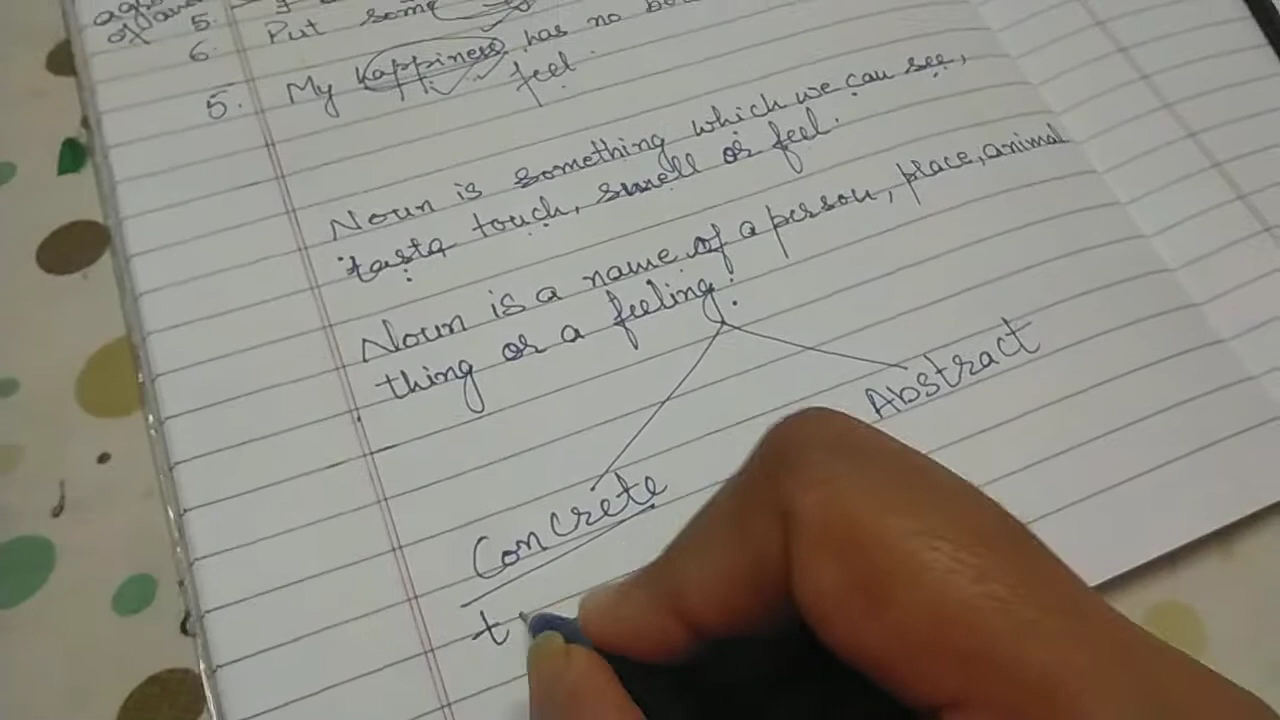 5.
6. Put some
5. My happiness has no
feel.
Noun is something which we can see,
taste touch, smell or feel.
Noun is a name of a person, place, animal
thing or a feeling.
Abstract
Concrete
t